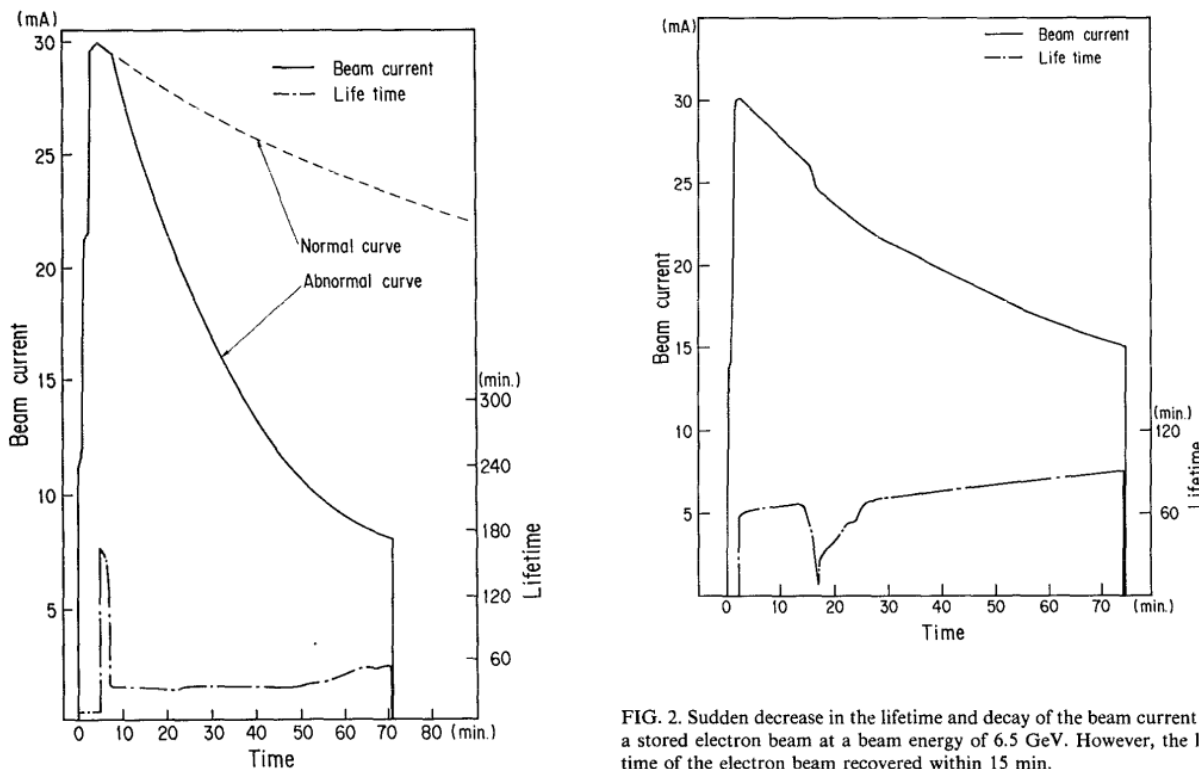 (mA)
30
25
20
15
10
5
Beam current
Beam current
Life time
Normal curve
Abnormal curve
(min.)
300
240
180
120
60
Lifetime
0 10 20 30 40 50 60 70 80 (min.)
Time
(mA)
30
25
20
15
10
5
Beam current
Beam current
Life time
(min.)
120
60
Lifetime
0 10 20 30 40 50 60 70 (min.)
Time
FIG. 2. Sudden decrease in the lifetime and decay of the beam current
a stored electron beam at a beam energy of 6.5 GeV. However, the l
time of the electron beam recovered within 15 min.